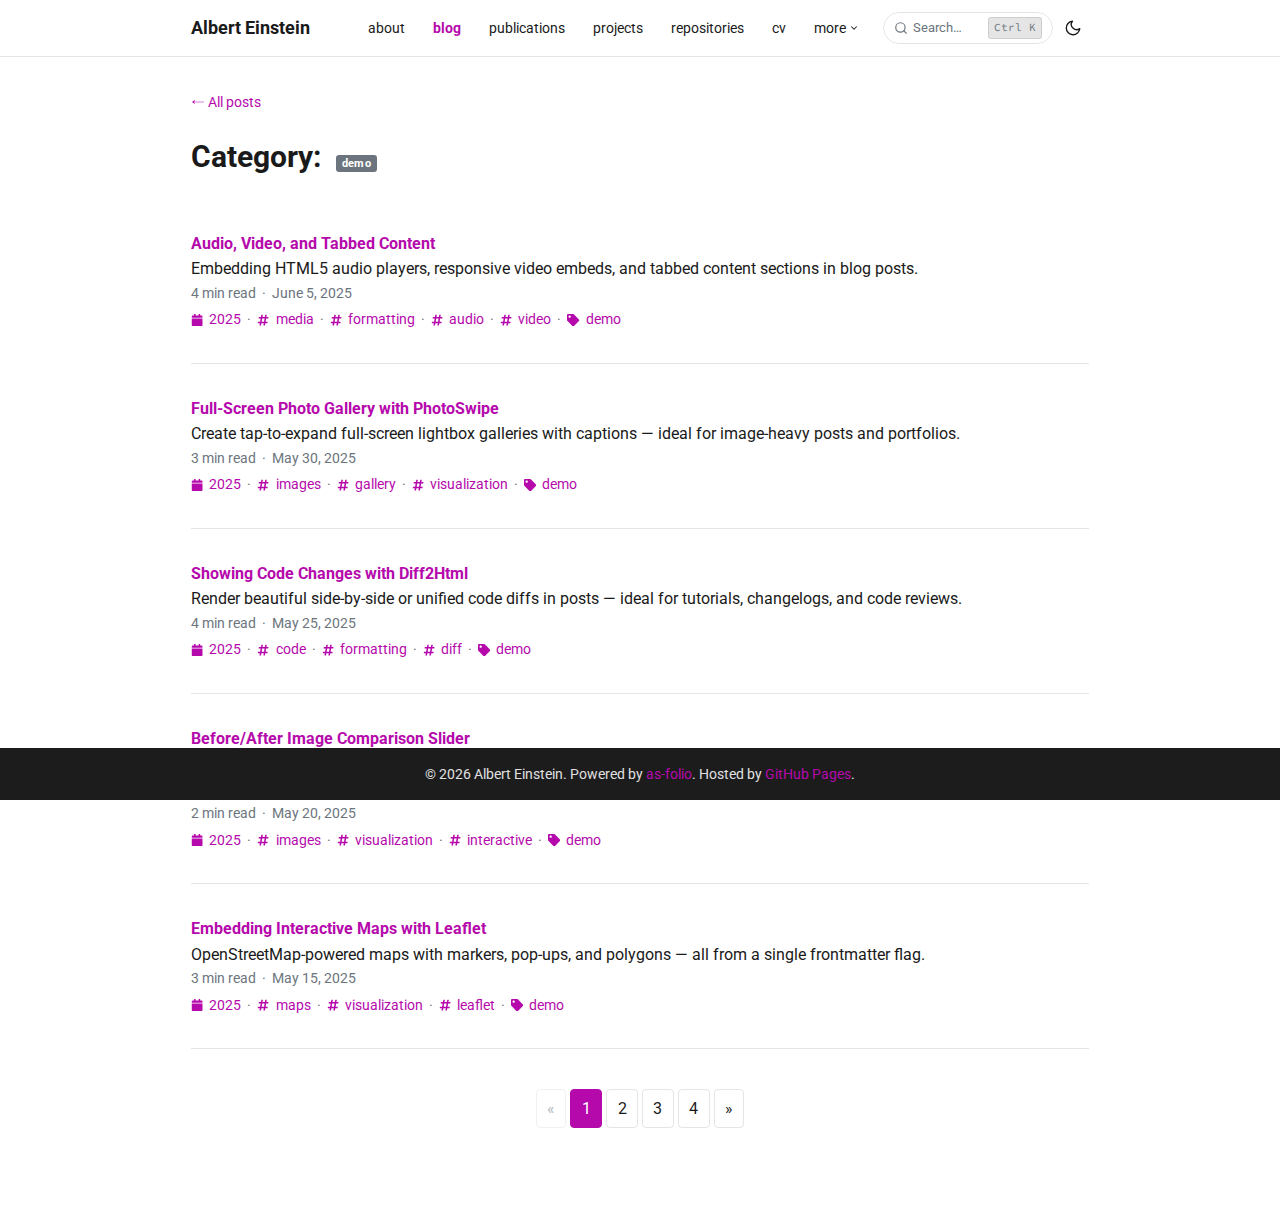 Albert Einstein
about
blog
publications
projects
repositories
cv
more
Search...
Ctrl K
← All posts
Category: demo
Audio, Video, and Tabbed Content
Embedding HTML5 audio players, responsive video embeds, and tabbed content sections in blog posts.
4 min read · June 5, 2025
2025 · # media · # formatting · # audio · # video · demo
Full-Screen Photo Gallery with PhotoSwipe
Create tap-to-expand full-screen lightbox galleries with captions — ideal for image-heavy posts and portfolios.
3 min read · May 30, 2025
2025 · # images · # gallery · # visualization · demo
Showing Code Changes with Diff2Html
Render beautiful side-by-side or unified code diffs in posts — ideal for tutorials, changelogs, and code reviews.
4 min read · May 25, 2025
2025 · # code · # formatting · # diff · demo
Before/After Image Comparison Slider
© 2026 Albert Einstein. Powered by as-folio. Hosted by GitHub Pages.
2 min read · May 20, 2025
2025 · # images · # visualization · # interactive · demo
Embedding Interactive Maps with Leaflet
OpenStreetMap-powered maps with markers, pop-ups, and polygons — all from a single frontmatter flag.
3 min read · May 15, 2025
2025 · # maps · # visualization · # leaflet · demo
« 1 2 3 4 »